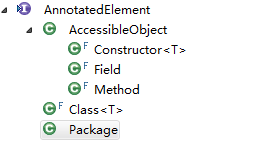 AnnotatedElement
AccessibleObject
Constructor<T>
Field
Method
Class<T>
Package